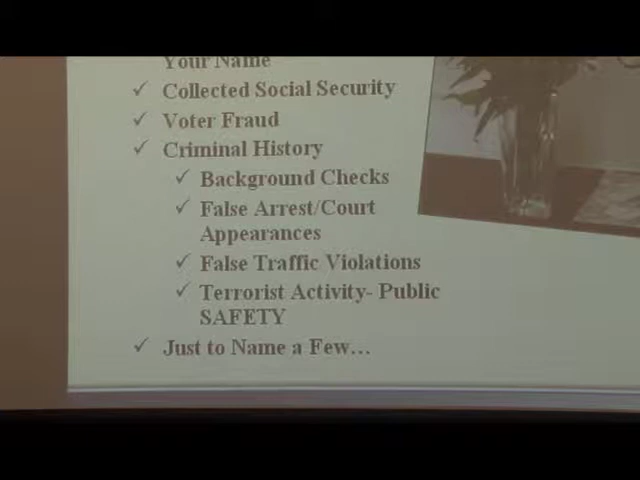 Your Name
✓ Collected Social Security
✓ Voter Fraud
✓ Criminal History
✓ Background Checks
✓ False Arrest/Court
Appearances
✓ False Traffic Violations
✓ Terrorist Activity- Public
SAFETY
✓ Just to Name a Few…